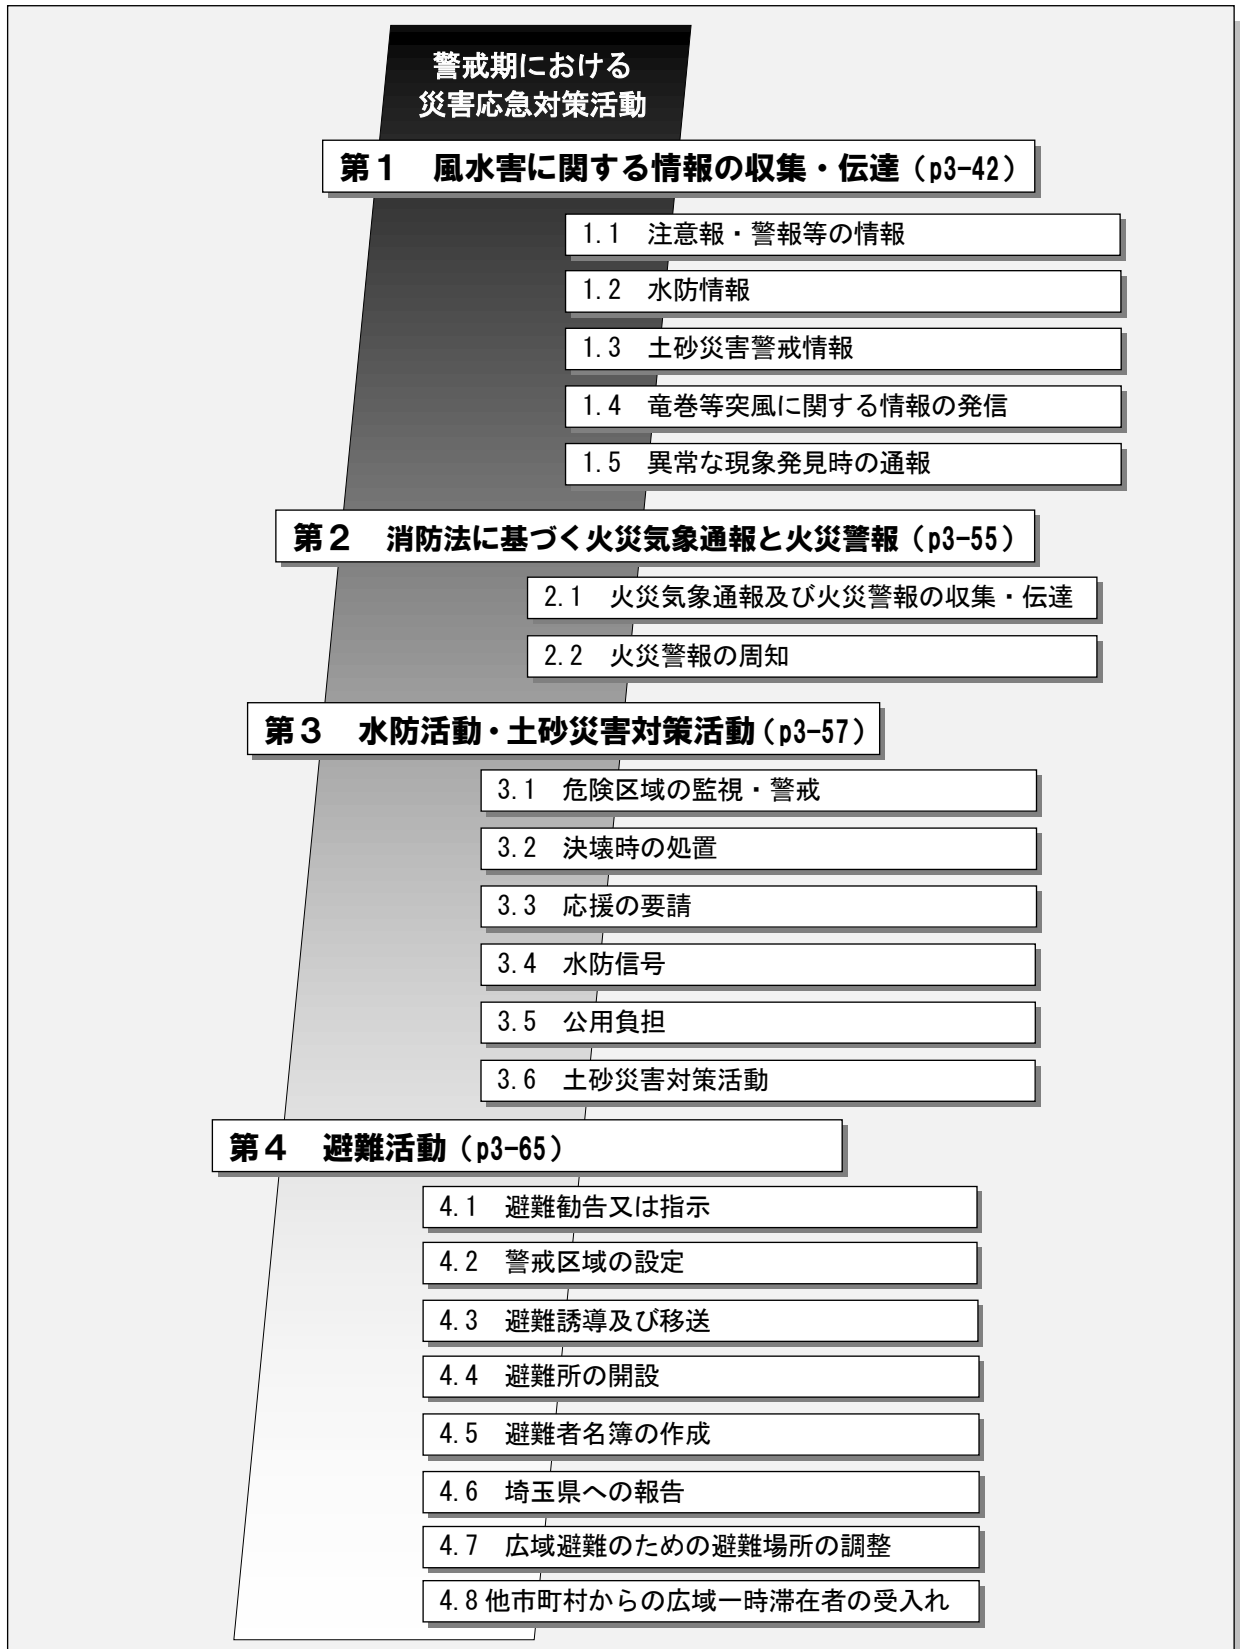 警戒期における
災害応急対策活動
第1　風水害に関する情報の収集・伝達（p3-42）
1.1　注意報・警報等の情報
1.2　水防情報
1.3　土砂災害警戒情報
1.4　竜巻等突風に関する情報の発信
1.5　異常な現象発見時の通報
第2　消防法に基づく火災気象通報と火災警報（p3-55）
2.1　火災気象通報及び火災警報の収集・伝達
2.2　火災警報の周知
第3　水防活動・土砂災害対策活動（p3-57）
3.1　危険区域の監視・警戒
3.2　決壊時の処置
3.3　応援の要請
3.4　水防信号
3.5　公用負担
3.6　土砂災害対策活動
第4　避難活動（p3-65）
4.1　避難勧告又は指示
4.2　警戒区域の設定
4.3　避難誘導及び移送
4.4　避難所の開設
4.5　避難者名簿の作成
4.6　埼玉県への報告
4.7　広域避難のための避難場所の調整
4.8 他市町村からの広域一時滞在者の受入れ